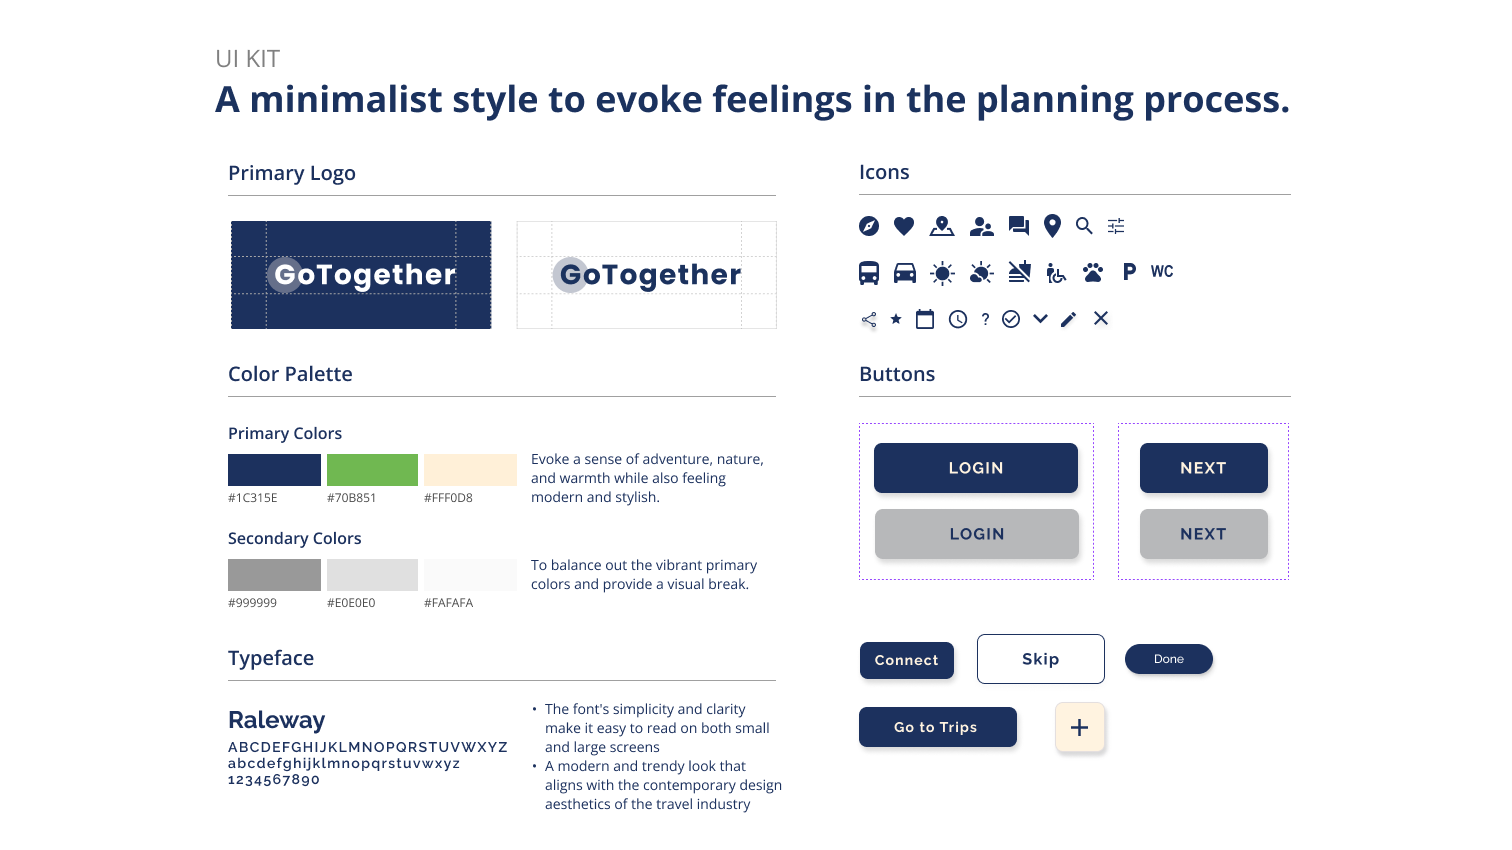 UI KIT
A minimalist style to evoke feelings in the planning process.
Primary Logo
GoTogether
GoTogether
Color Palette
Primary Colors
#1C315E
#70B851
#FFF0D8
Evoke a sense of adventure, nature,
and warmth while also feeling
modern and stylish.
Secondary Colors
#999999
#E0E0E0
#FAFAFA
To balance out the vibrant primary
colors and provide a visual break.
Typeface
Raleway
ABCDEFGHIJKLMNOPQRSTUVWXYZ
abcdefghijklmnopqrstuvwxyz
1234567890
• The font's simplicity and clarity
make it easy to read on both small
and large screens
• A modern and trendy look that
aligns with the contemporary design
aesthetics of the travel industry
Icons
P WC
?
Buttons
LOGIN
NEXT
LOGIN
NEXT
Connect
Skip
Done
Go to Trips
+